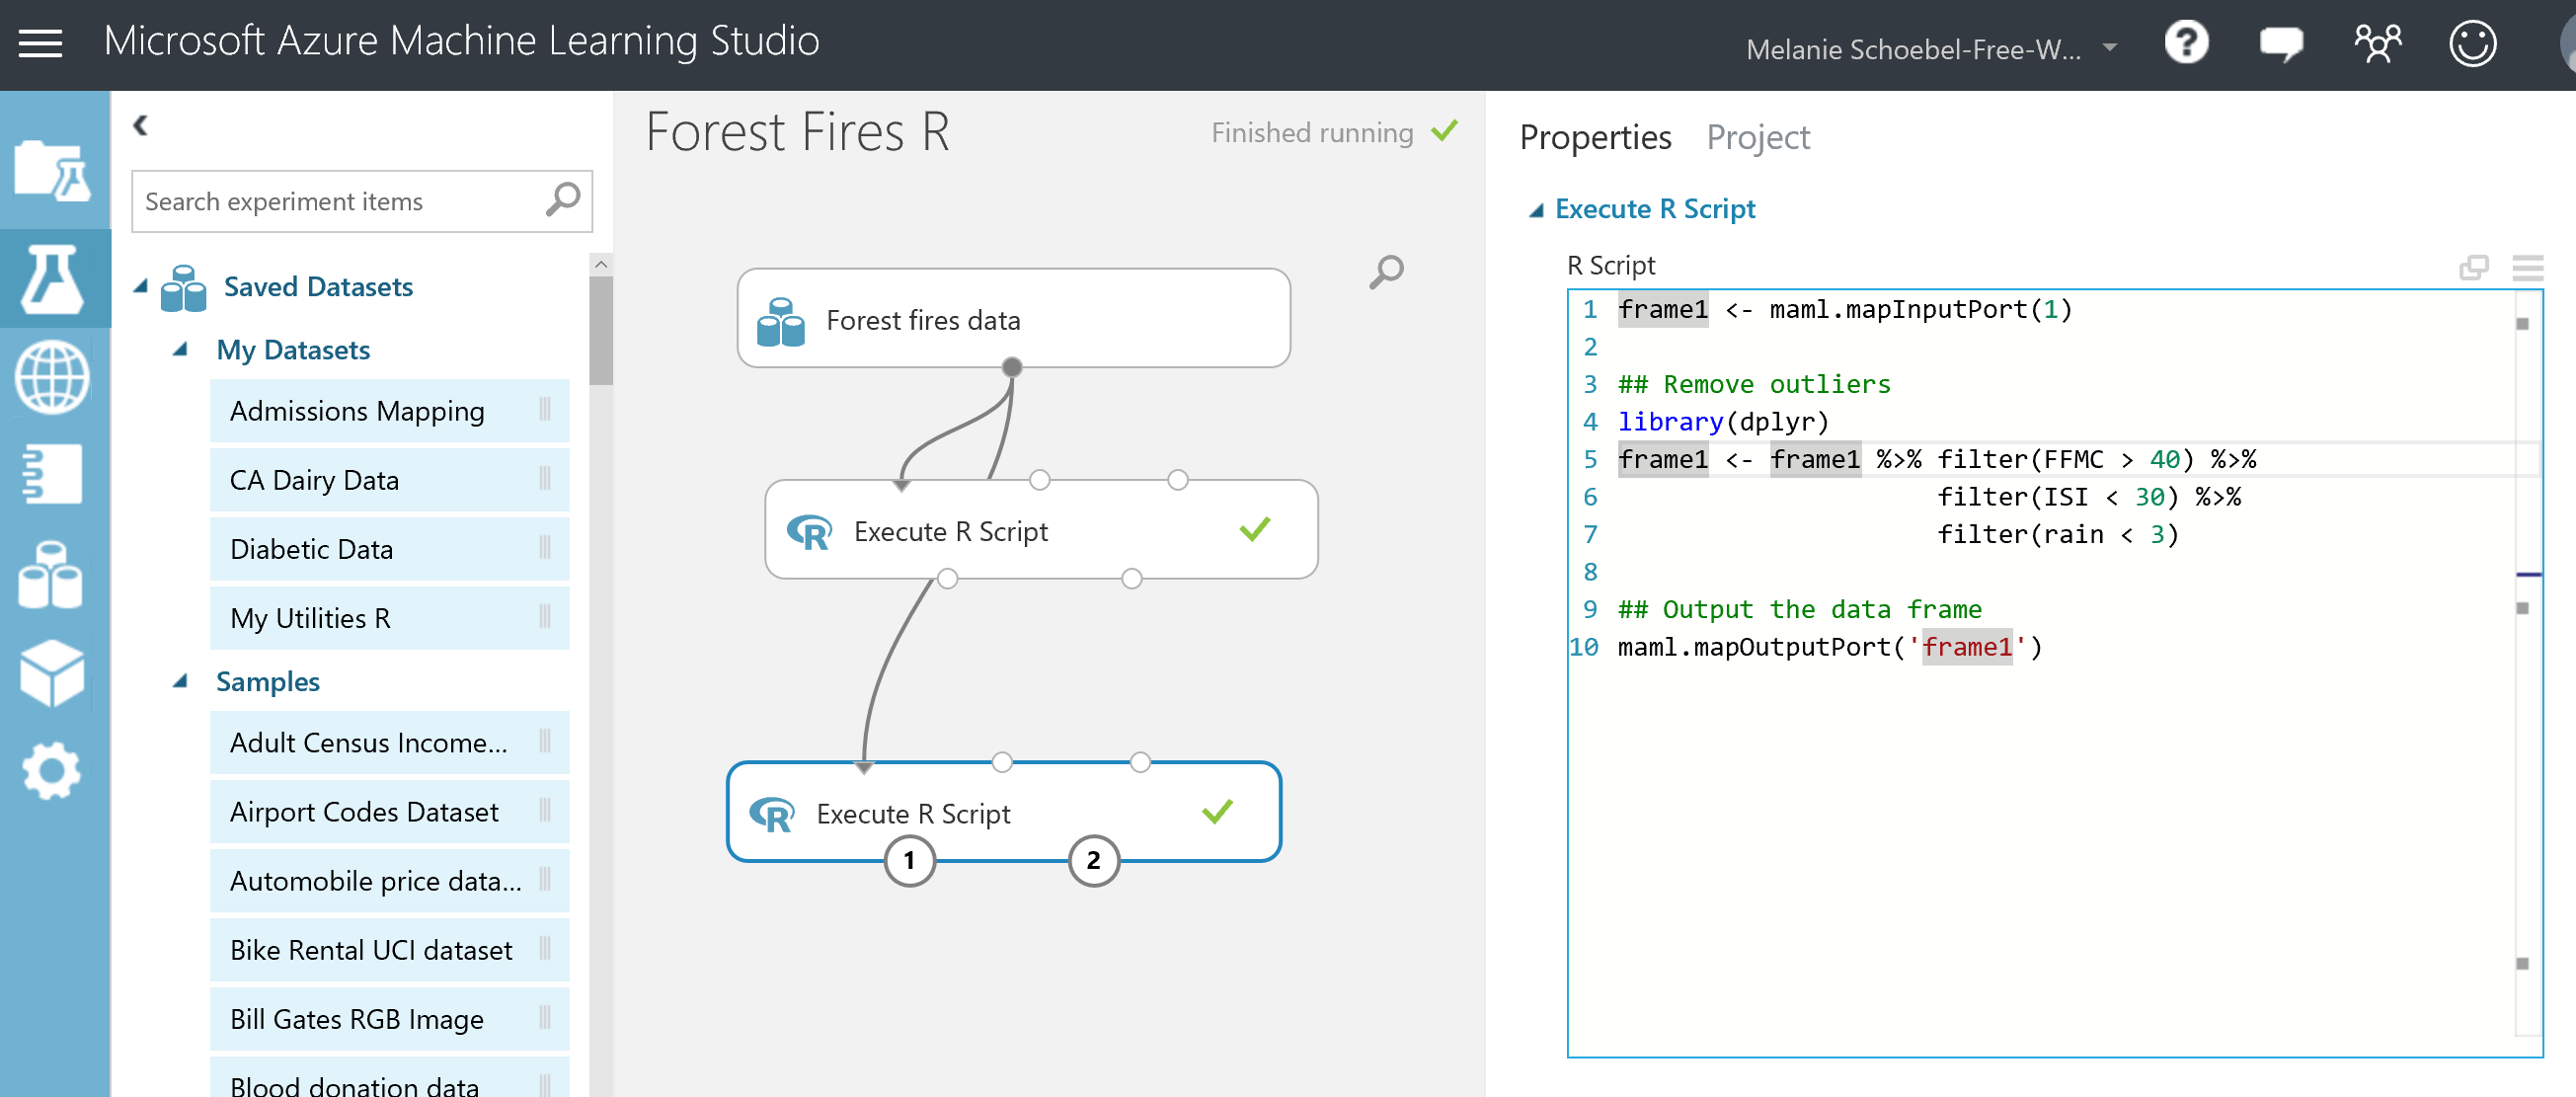 Microsoft Azure Machine Learning Studio
Melanie Schoebel-Free-W...
?
Search experiment items
Saved Datasets
My Datasets
Admissions Mapping
CA Dairy Data
Diabetic Data
My Utilities R
Samples
Adult Census Income...
Airport Codes Dataset
Automobile price data...
Bike Rental UCI dataset
Bill Gates RGB Image
Blood donation data
Forest Fires R
Finished running
Forest fires data
R Execute R Script
R Execute R Script
1 2
Properties Project
Execute R Script
R Script
1 frame1 <- maml.mapInputPort(1)
2
3 ## Remove outliers
4 library(dplyr)
5 frame1 <- frame1 %>% filter(FFMC > 40) %>%
6 filter(ISI < 30) %>%
7 filter(rain < 3)
8
9 ## Output the data frame
10 maml.mapOutputPort('frame1')